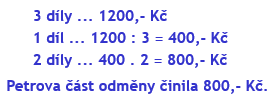 3 díly ... 1200,- Kč
1 díl ... 1200 : 3 = 400,- Kč
2 díly ... 400 . 2 = 800,- Kč
Petrova část odměny činila 800,- Kč.